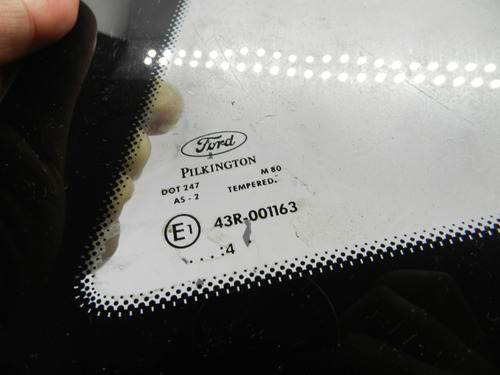 Ford
PILKINGTON
DOT 247 M 80
AS - 2 TEMPERED.
E1 43R-001163
. . . . :4